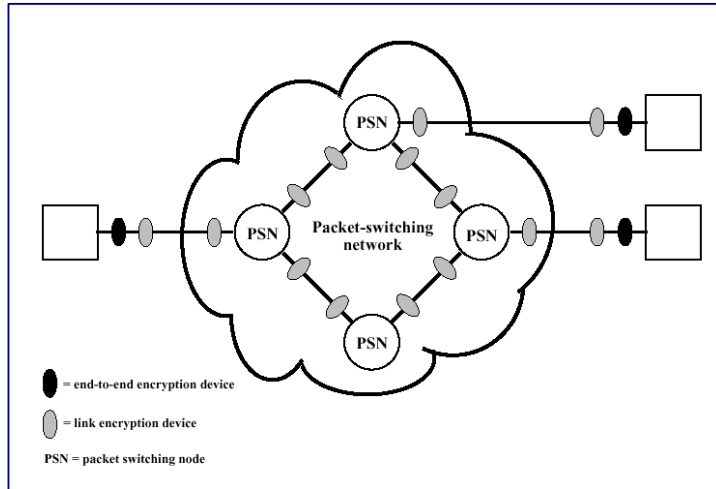 PSN
PSN
Packet-switching
network
PSN
PSN
= end-to-end encryption device
= link encryption device
PSN = packet switching node